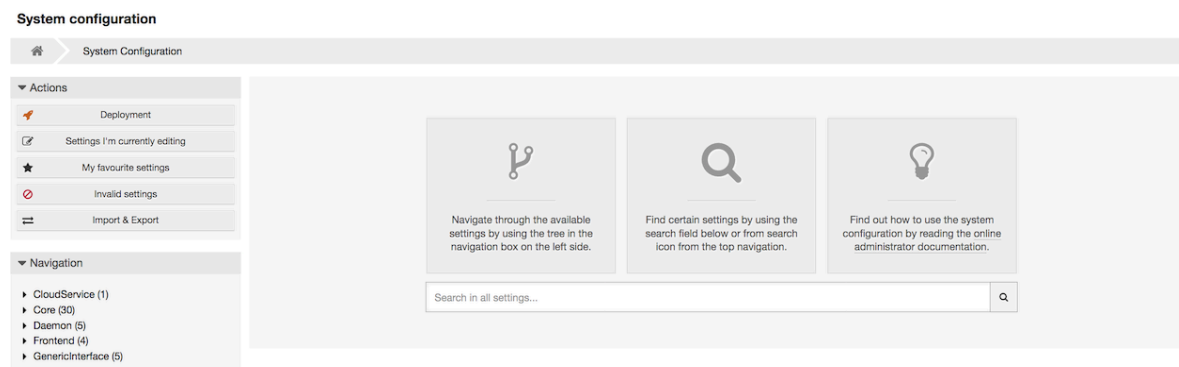 System configuration
System Configuration
Actions
Deployment
Settings I'm currently editing
My favourite settings
Invalid settings
Import & Export
Navigation
CloudService (1)
Core (30)
Daemon (5)
Frontend (4)
GenericInterface (5)
Navigate through the available
settings by using the tree in the
navigation box on the left side.
Find certain settings by using the
search field below or from search
icon from the top navigation.
Find out how to use the system
configuration by reading the online
administrator documentation.
Search in all settings...